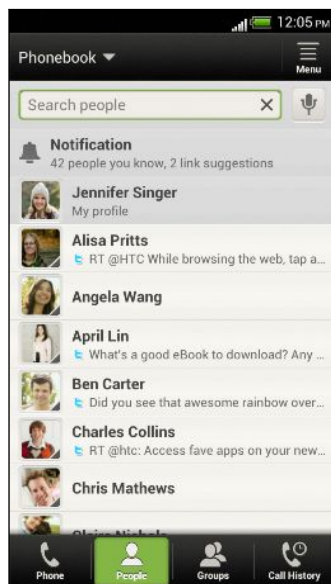 12:05 PM
Phonebook
Menu
Search people
Notification
42 people you know, 2 link suggestions
Jennifer Singer
My profile
Alisa Pritts
RT @HTC While browsing the web, tap a...
Angela Wang
April Lin
What's a good eBook to download? Any ...
Ben Carter
Did you see that awesome rainbow over...
Charles Collins
RT @htc: Access fave apps on your new...
Chris Mathews
Claire Nichols
Phone People Groups Call History